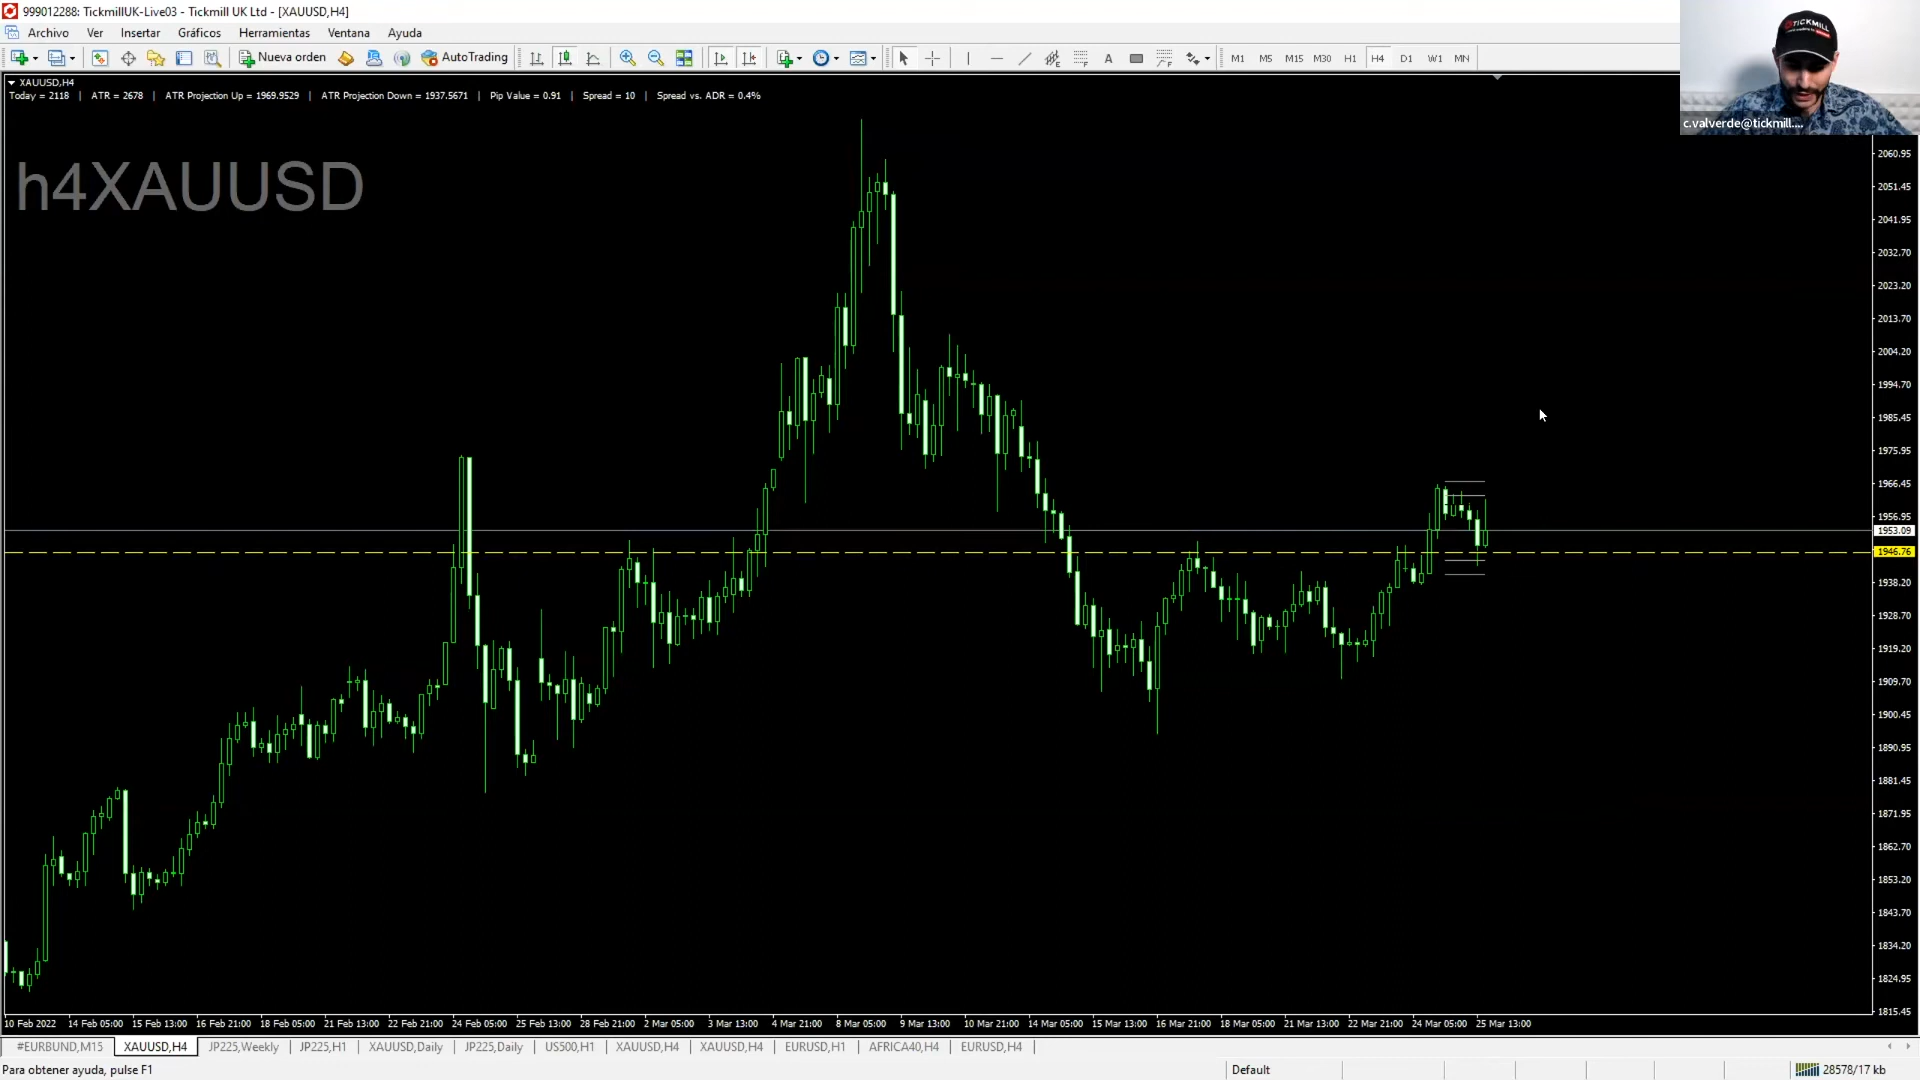 999012288: TickmillUK-Live03 - Tickmill UK Ltd - [XAUUSD,H4]
Archivo Ver Insertar Gráficos Herramientas Ventana Ayuda
Nueva orden AutoTrading A M1 M5 M15 M30 H1 H4 D1 W1 MN
TICKMILL
c.valverde@tickmill....
XAUUSD,H4
Today = 2118 | ATR = 2678 | ATR Projection Up = 1969.9529 | ATR Projection Down = 1937.5671 | Pip Value = 0.91 | Spread = 10 | Spread vs. ADR = 0.4%
h4XAUUSD
2060.95
2051.45
2041.95
2032.70
2023.20
2013.70
2004.20
1994.70
1985.45
1975.95
1966.45
1956.95
1953.09
1946.76
1938.20
1928.70
1919.20
1909.70
1900.45
1890.95
1881.45
1871.95
1862.70
1853.20
1843.70
1834.20
1824.95
1815.45
10 Feb 2022 14 Feb 05:00 15 Feb 13:00 16 Feb 21:00 18 Feb 05:00 21 Feb 13:00 22 Feb 21:00 24 Feb 05:00 25 Feb 13:00 28 Feb 21:00 2 Mar 05:00 3 Mar 13:00 4 Mar 21:00 8 Mar 05:00 9 Mar 13:00 10 Mar 21:00 14 Mar 05:00 15 Mar 13:00 16 Mar 21:00 18 Mar 05:00 21 Mar 13:00 22 Mar 21:00 24 Mar 05:00 25 Mar 13:00
#EURBUND,M15 XAUUSD,H4 JP225,Weekly JP225,H1 XAUUSD,Daily JP225,Daily US500,H1 XAUUSD,H4 XAUUSD,H4 EURUSD,H1 AFRICA40,H4 EURUSD,H4
Para obtener ayuda, pulse F1 Default 28578/17 kb